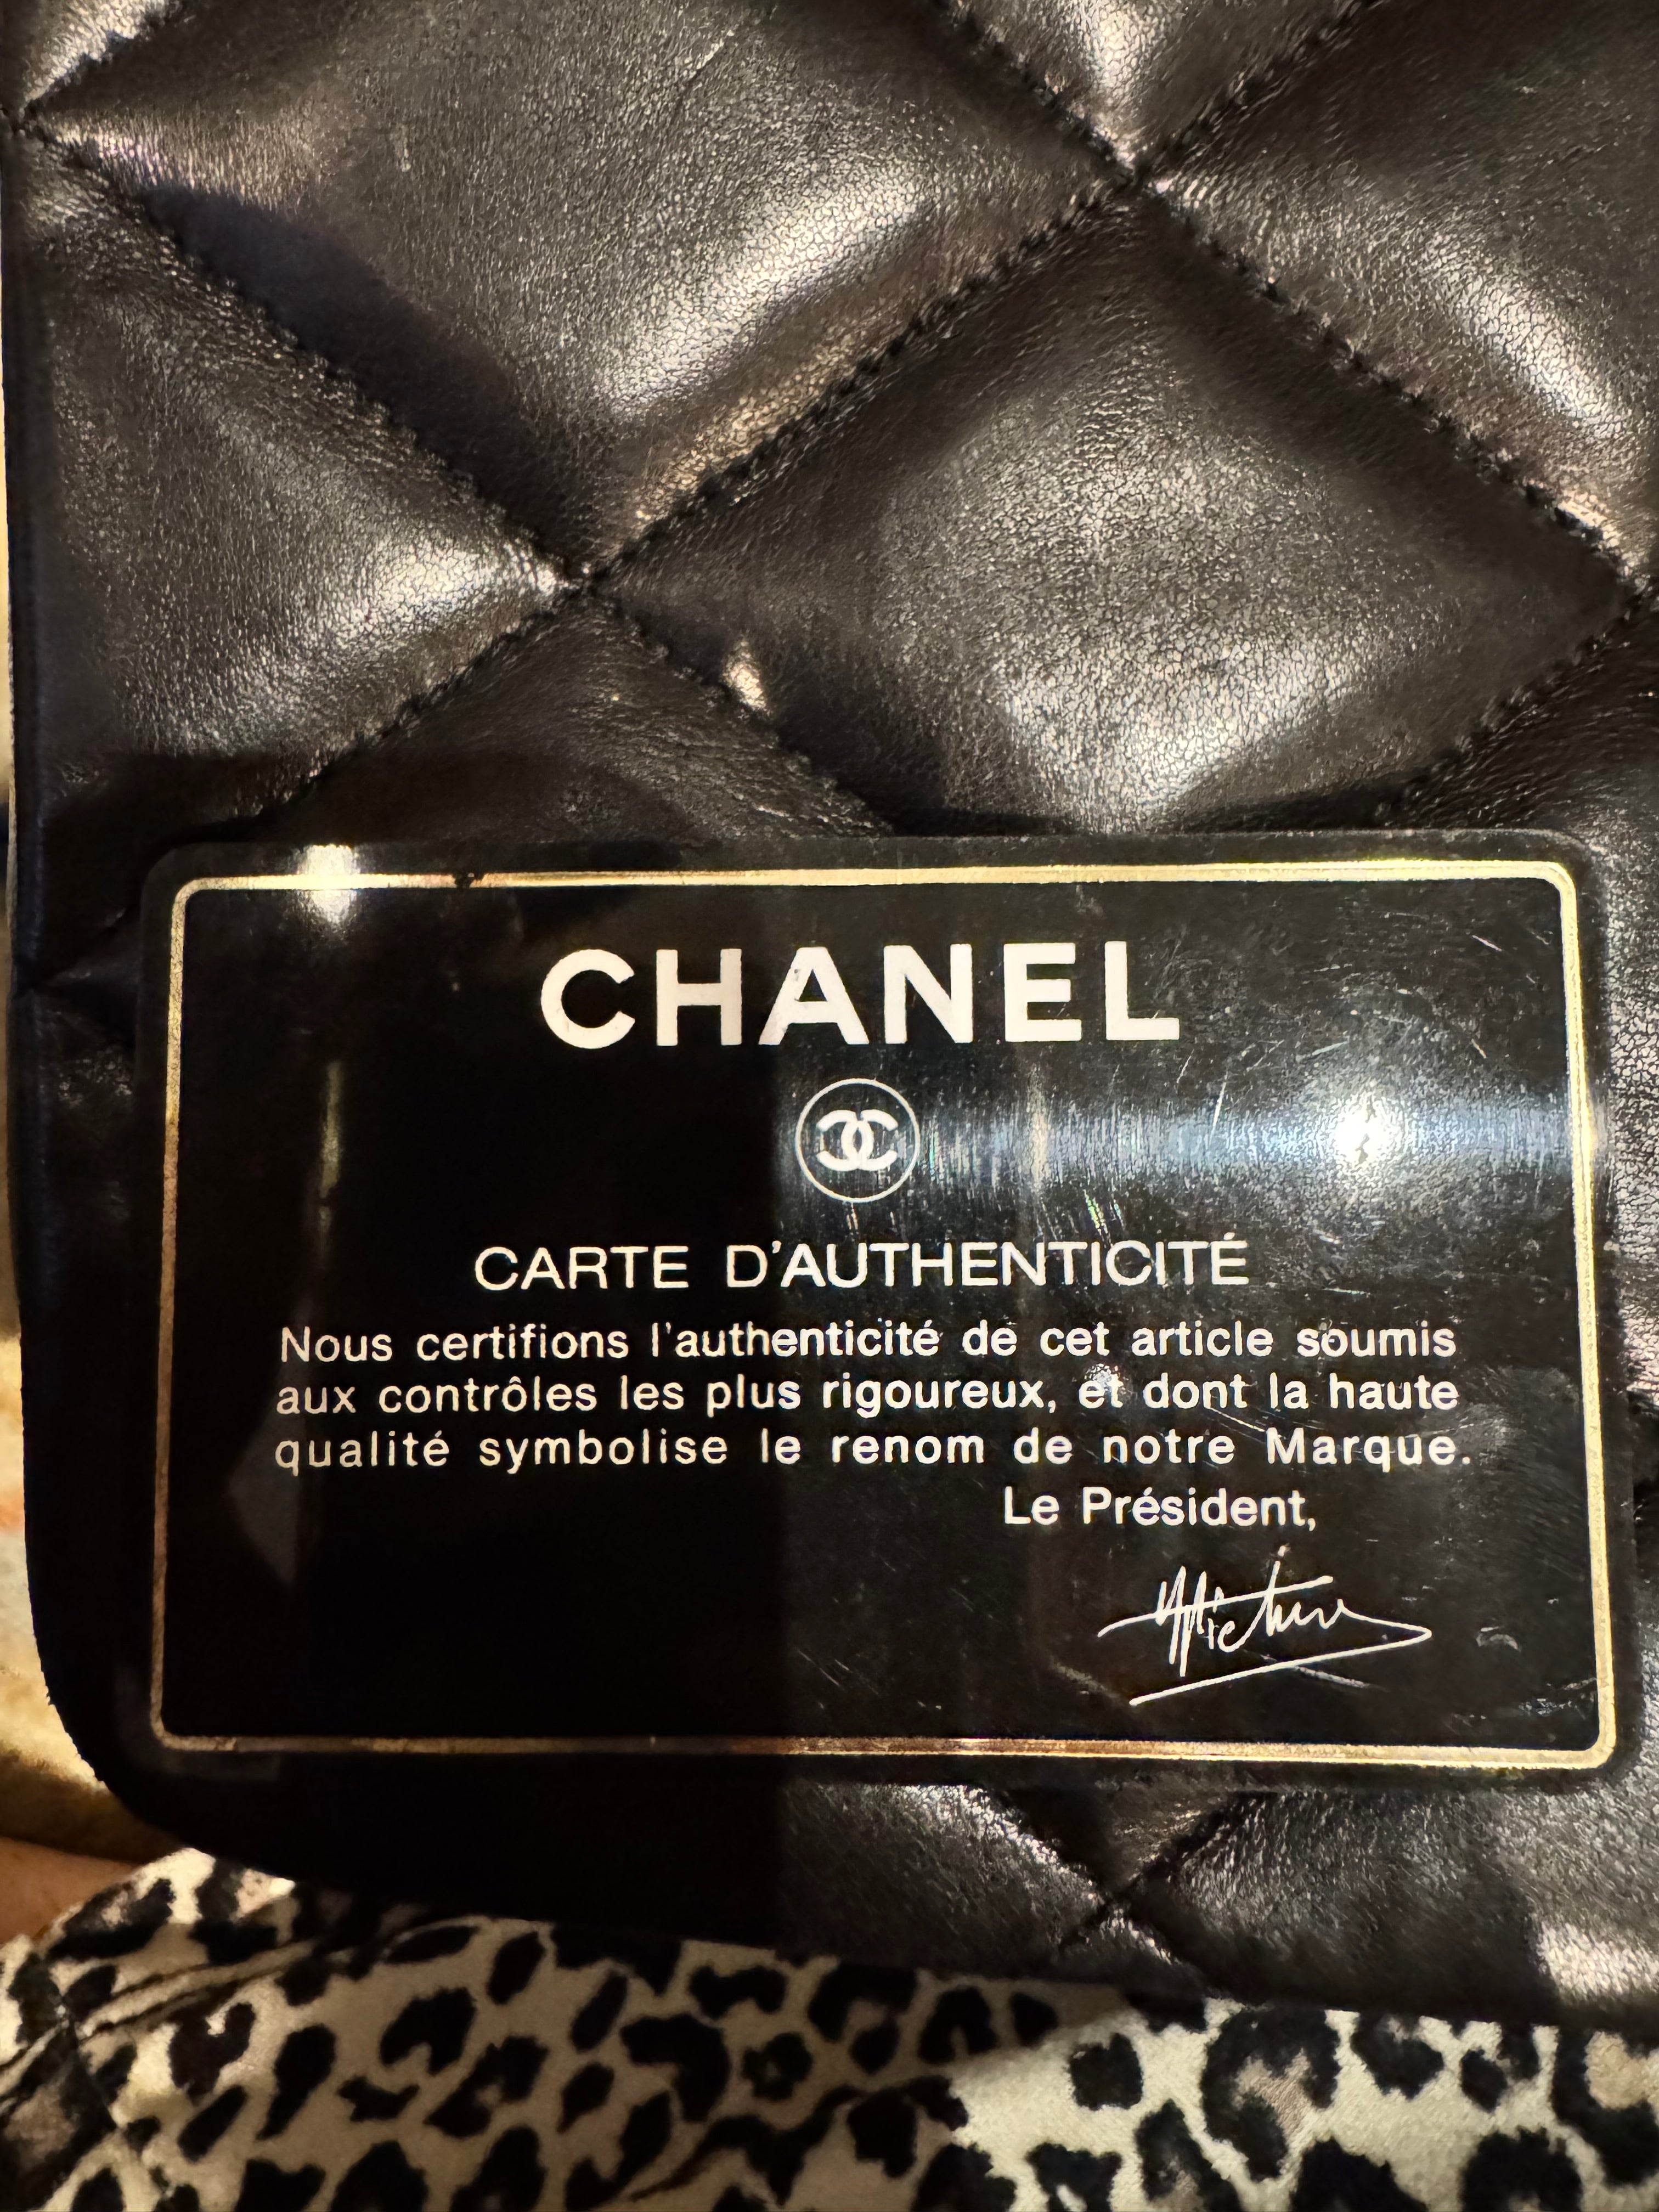 CHANEL
CARTE D'AUTHENTICITÉ
Nous certifions l'authenticité de cet article soumis
aux contrôles les plus rigoureux, et dont la haute
qualité symbolise le renom de notre Marque.
Le Président,